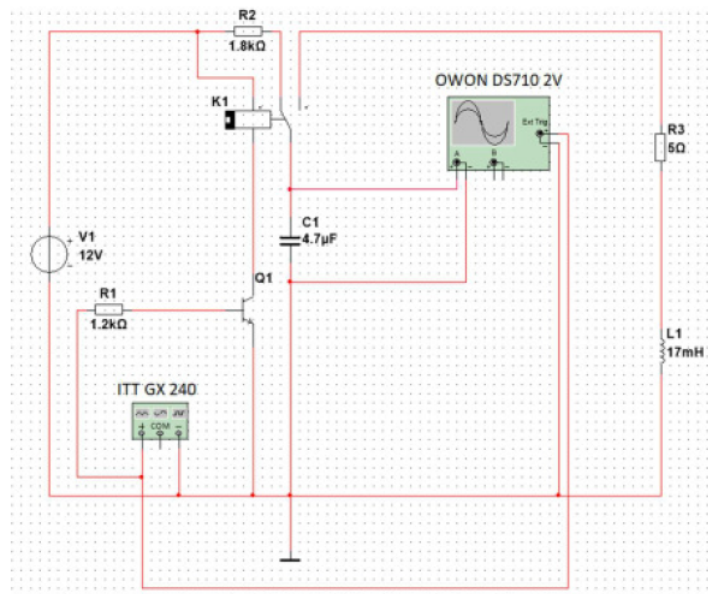 R2
1.8kΩ
K1
OWON DS710 2V
Ext Trig
A
B
R3
5Ω
V1
12V
C1
4.7µF
Q1
R1
1.2kΩ
L1
17mH
ITT GX 240
COM